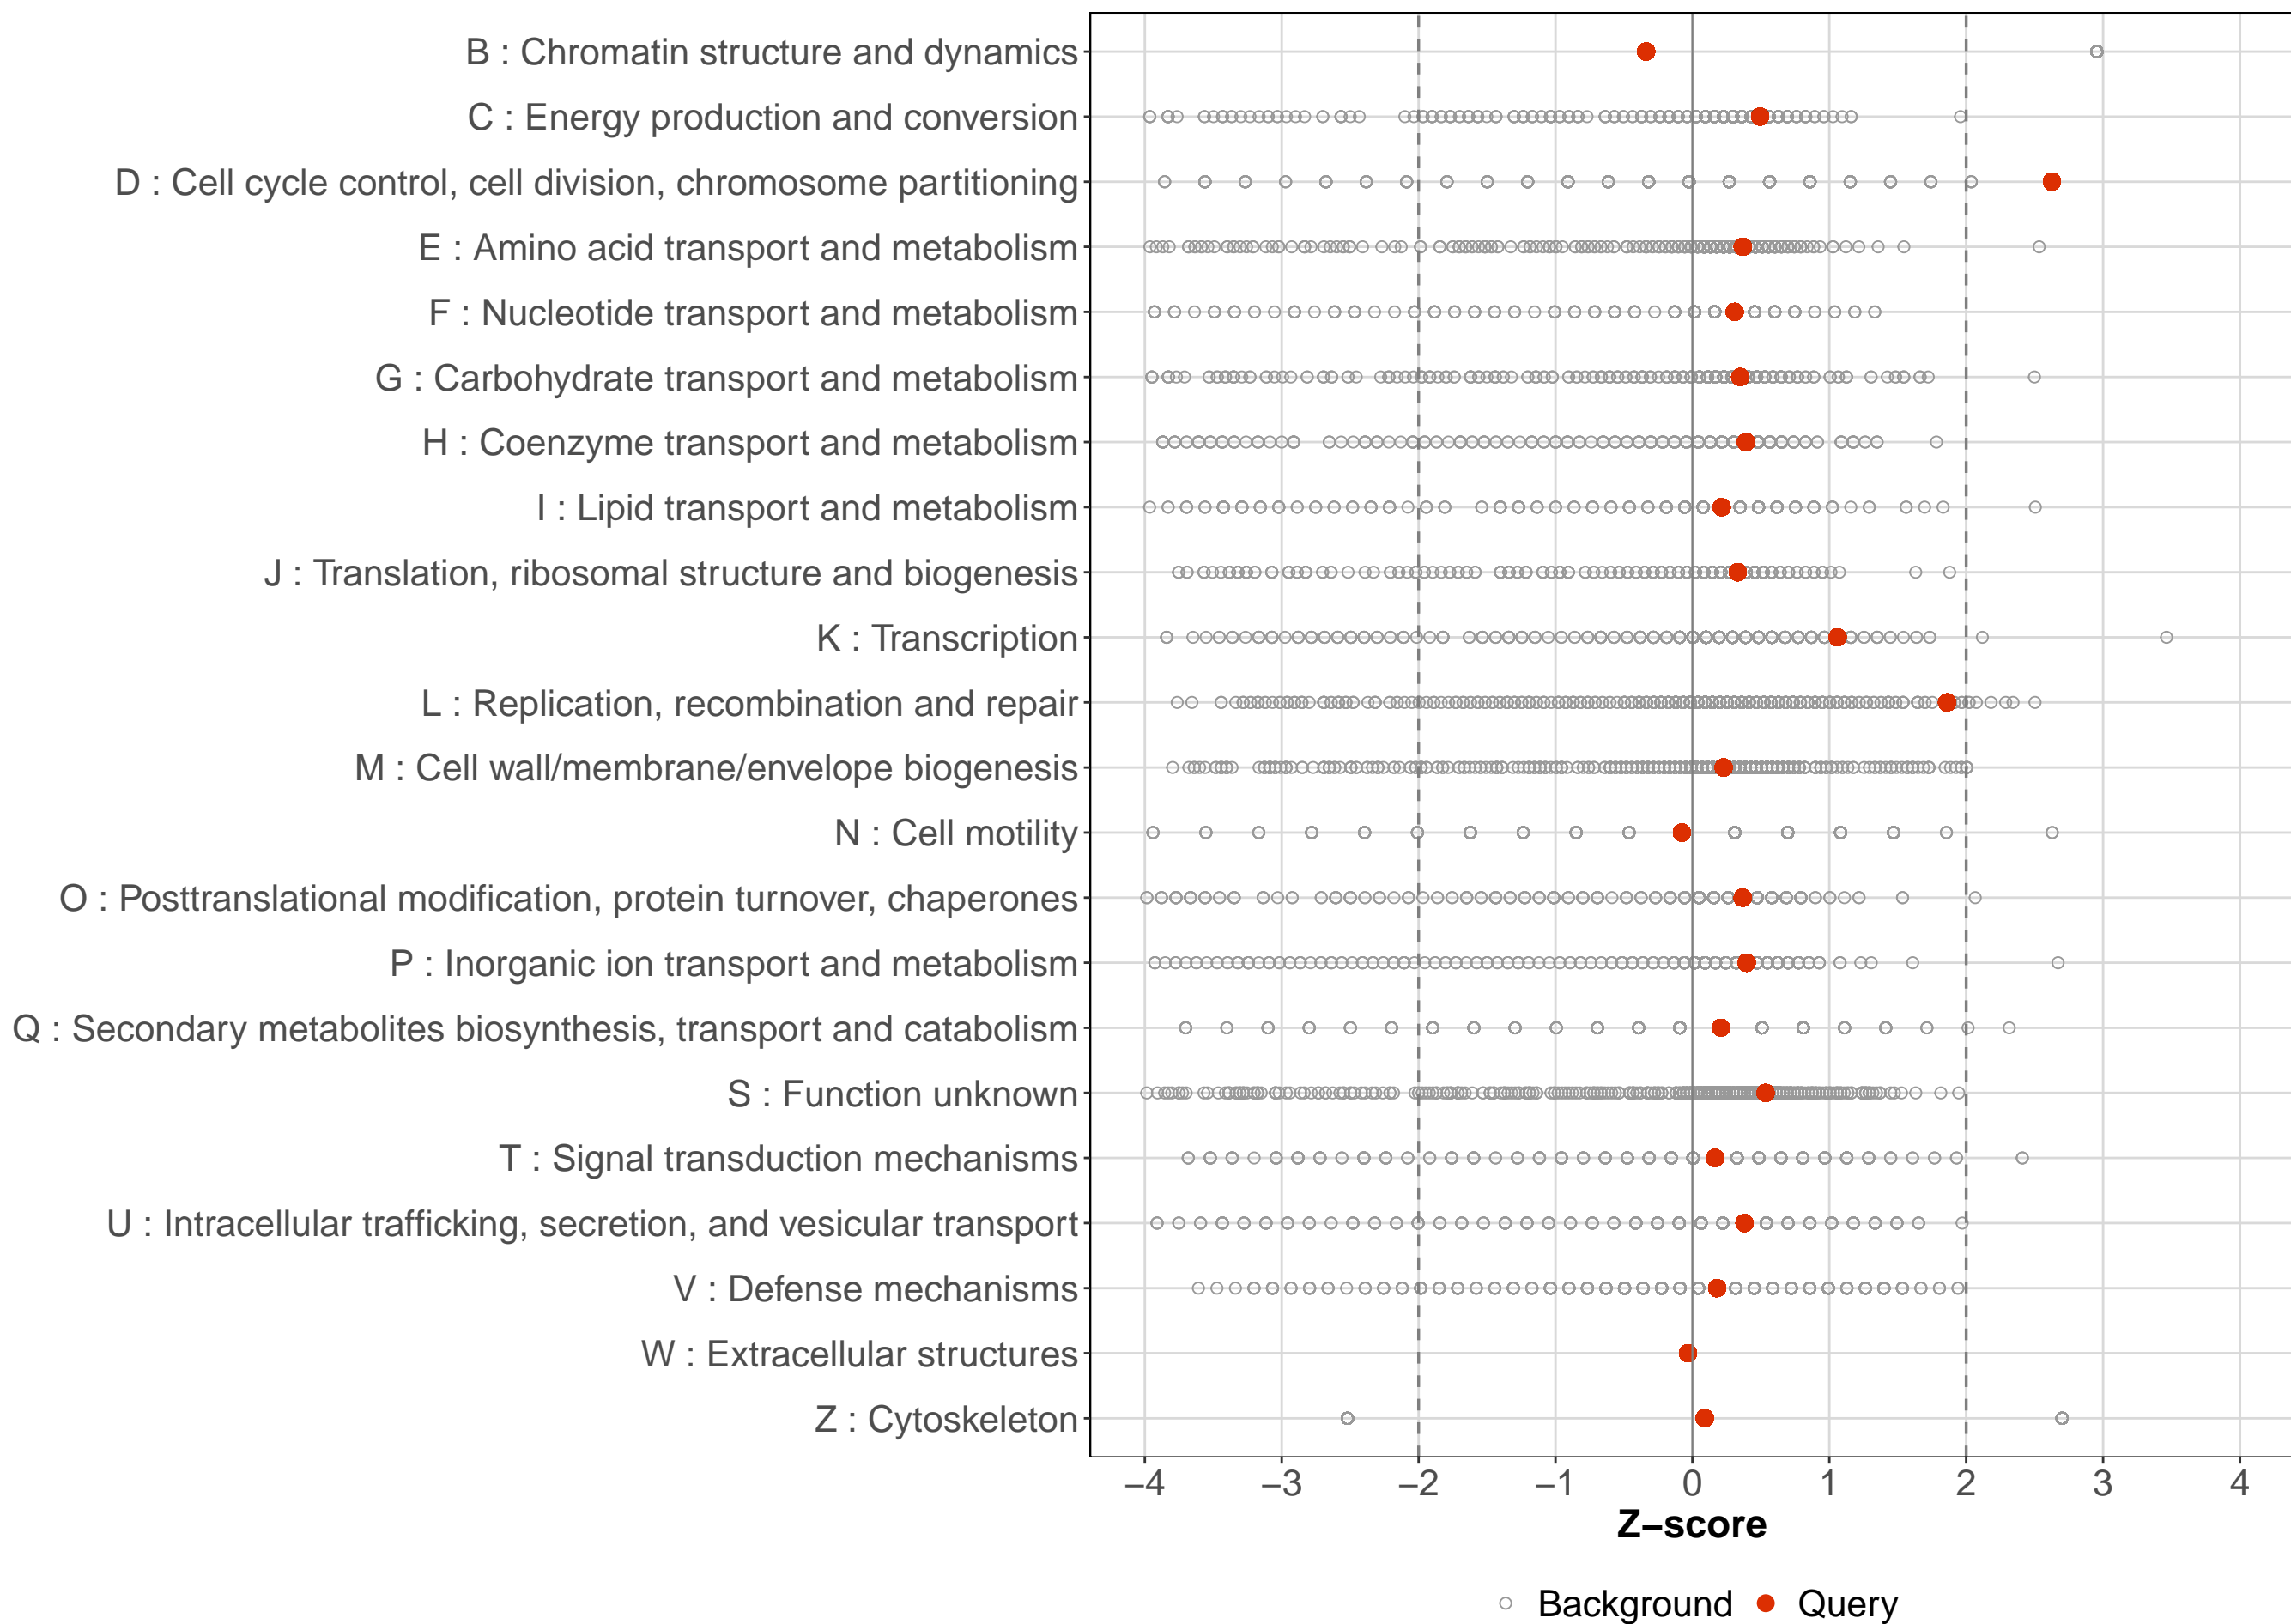 B : Chromatin structure and dynamics
C : Energy production and conversion
D : Cell cycle control, cell division, chromosome partitioning
E : Amino acid transport and metabolism
F : Nucleotide transport and metabolism
G : Carbohydrate transport and metabolism
H : Coenzyme transport and metabolism
I : Lipid transport and metabolism
J : Translation, ribosomal structure and biogenesis
K : Transcription
L : Replication, recombination and repair
M : Cell wall/membrane/envelope biogenesis
N : Cell motility
O : Posttranslational modification, protein turnover, chaperones
P : Inorganic ion transport and metabolism
Q : Secondary metabolites biosynthesis, transport and catabolism
S : Function unknown
T : Signal transduction mechanisms
U : Intracellular trafficking, secretion, and vesicular transport
V : Defense mechanisms
W : Extracellular structures
Z : Cytoskeleton
−4 −3 −2 −1 0 1 2 3 4
Z−score
Background Query